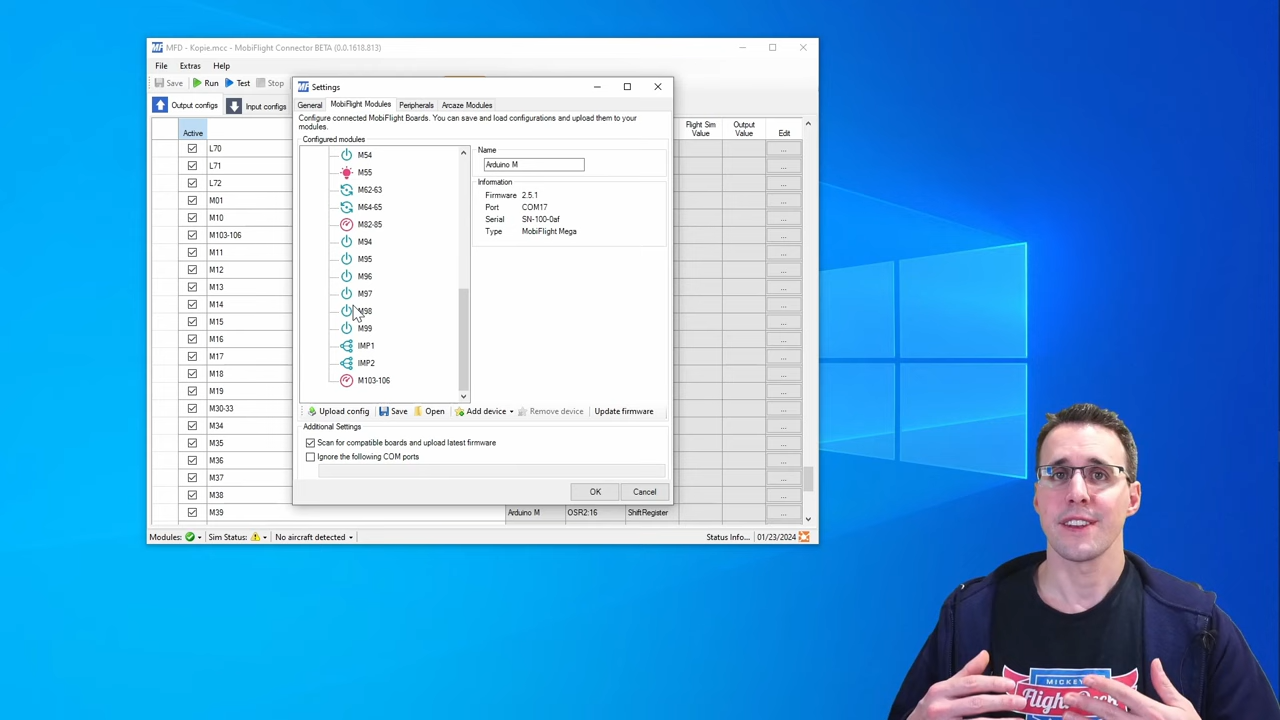 MFD - Kopie.mcc - MobiFlight Connector BETA (0.0.1618.813)
File Extras Help
Save Run Test Stop
Output configs Input configs
Active
Flight Sim Value
Output Value
Edit
L70
L71
L72
M01
M10
M103-106
M11
M12
M13
M14
M15
M16
M17
M18
M19
M30-33
M34
M35
M36
M37
M38
M39 Arduino M OSR2:16 ShiftRegister
Modules: Sim Status: No aircraft detected Status Info... 01/23/2024
Settings
General MobiFlight Modules Peripherals Arcaze Modules
Configure connected MobiFlight Boards. You can save and load configurations and upload them to your
modules.
Configured modules
M54
M55
M62-63
M64-65
M82-85
M94
M95
M96
M97
M98
M99
IMP1
IMP2
M103-106
Name
Arduino M
Information
Firmware 2.5.1
Port COM17
Serial SN-100-0af
Type MobiFlight Mega
Upload config Save Open Add device Remove device Update firmware
Additional Settings
Scan for compatible boards and upload latest firmware
Ignore the following COM ports
OK Cancel
MICKEY
Flight